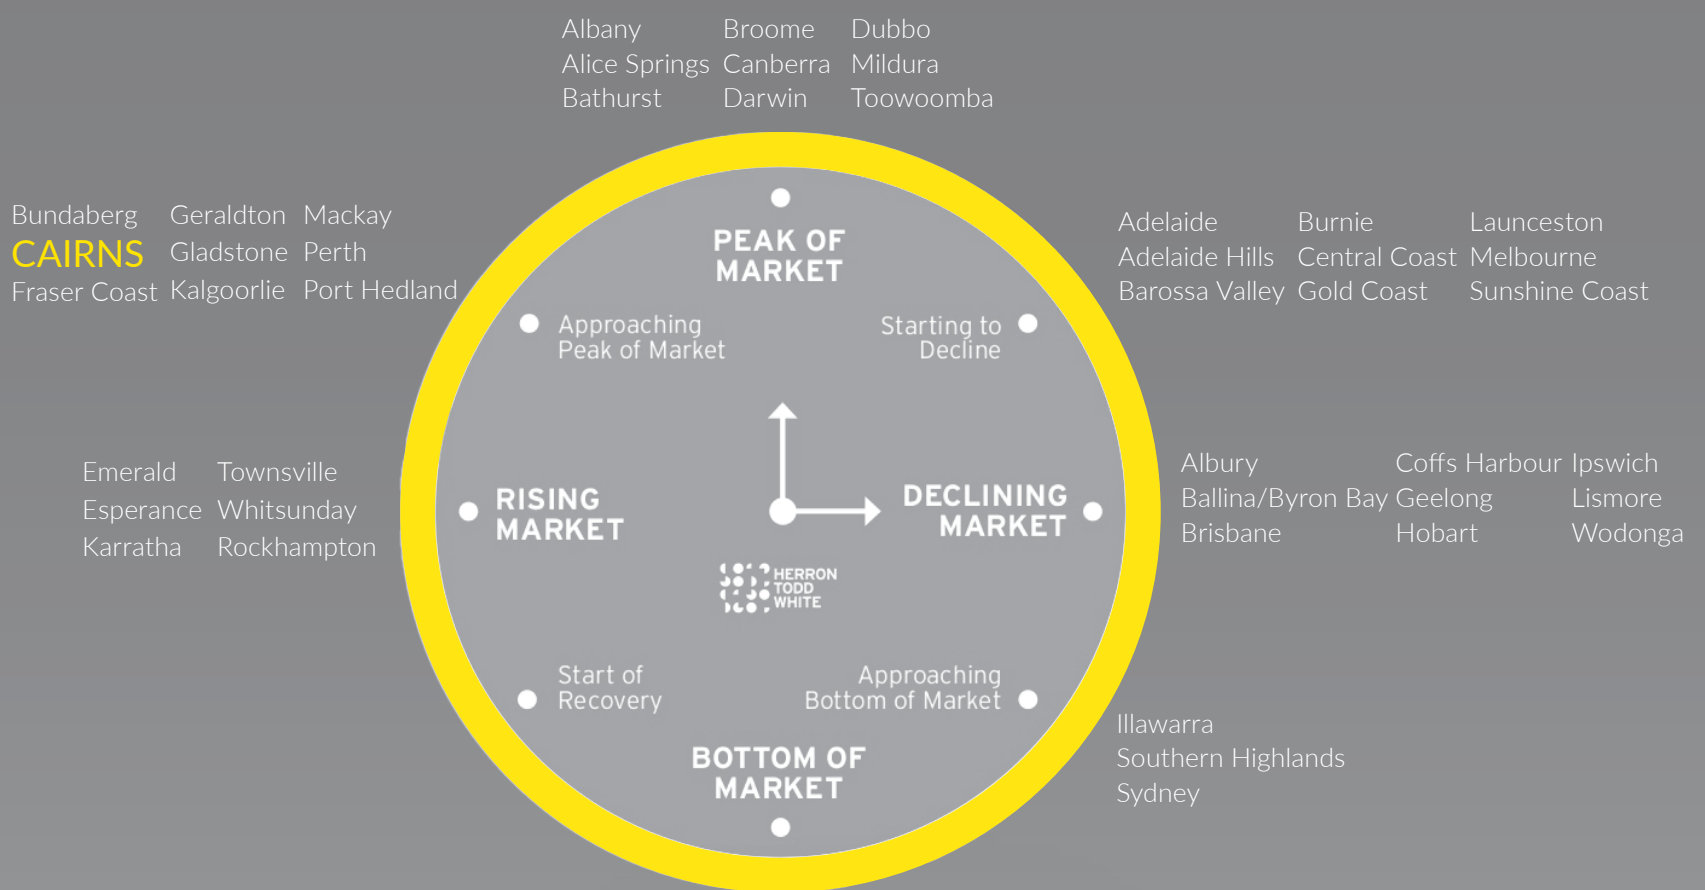 Albany Broome Dubbo
Alice Springs Canberra Mildura
Bathurst Darwin Toowoomba
Bundaberg Geraldton Mackay
CAIRNS Gladstone Perth
Fraser Coast Kalgoorlie Port Hedland
PEAK OF
MARKET
Adelaide Burnie Launceston
Adelaide Hills Central Coast Melbourne
Barossa Valley Gold Coast Sunshine Coast
Approaching
Peak of Market
Starting to
Decline
Emerald Townsville
Esperance Whitsunday
Karratha Rockhampton
RISING
MARKET
DECLINING
MARKET
Albury Coffs Harbour Ipswich
Ballina/Byron Bay Geelong Lismore
Brisbane Hobart Wodonga
HERRON
TODD
WHITE
Start of
Recovery
Approaching
Bottom of Market
Illawarra
Southern Highlands
Sydney
BOTTOM OF
MARKET